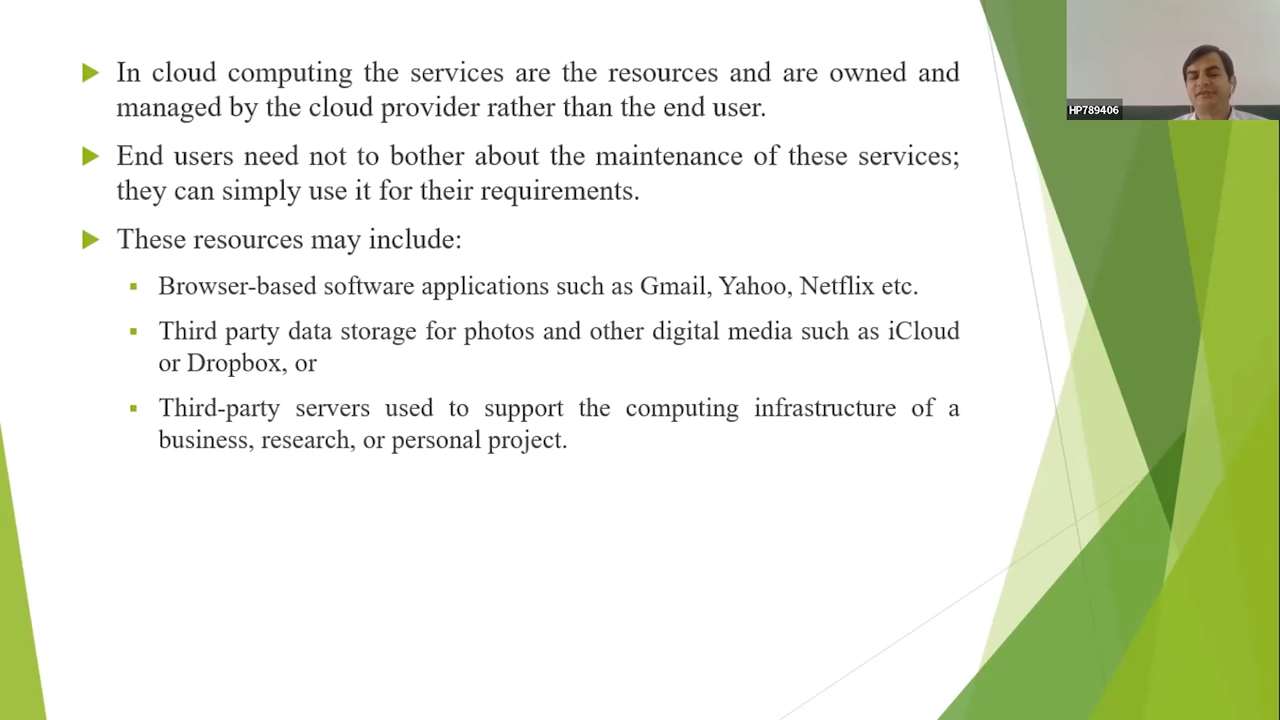 In cloud computing the services are the resources and are owned and
managed by the cloud provider rather than the end user.
End users need not to bother about the maintenance of these services;
they can simply use it for their requirements.
These resources may include:
Browser-based software applications such as Gmail, Yahoo, Netflix etc.
Third party data storage for photos and other digital media such as iCloud
or Dropbox, or
Third-party servers used to support the computing infrastructure of a
business, research, or personal project.
HP789406